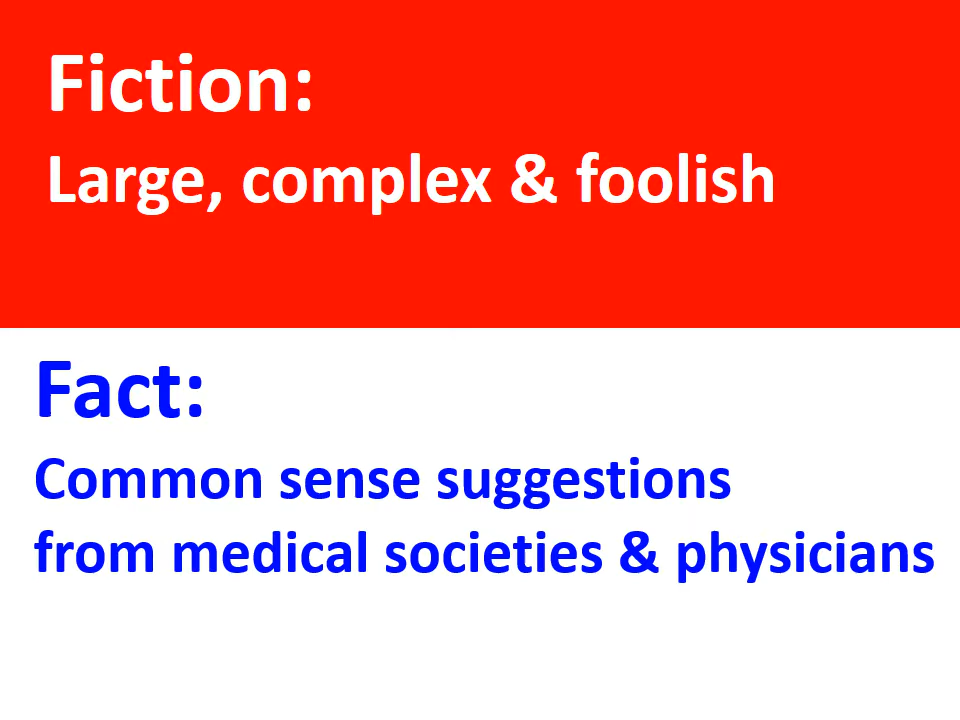 Fiction:
Large, complex & foolish
Fact:
Common sense suggestions
from medical societies & physicians